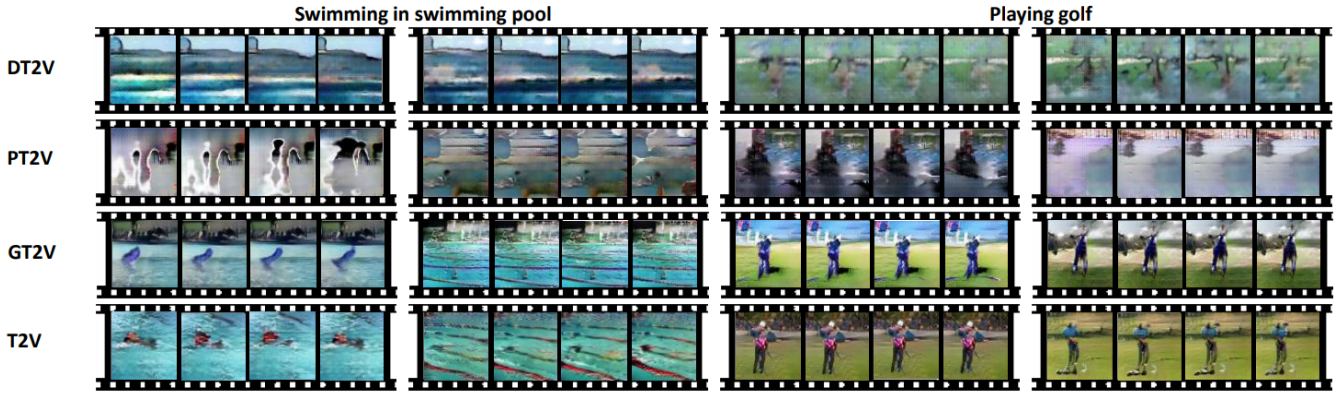 Swimming in swimming pool
Playing golf
DT2V
PT2V
GT2V
T2V